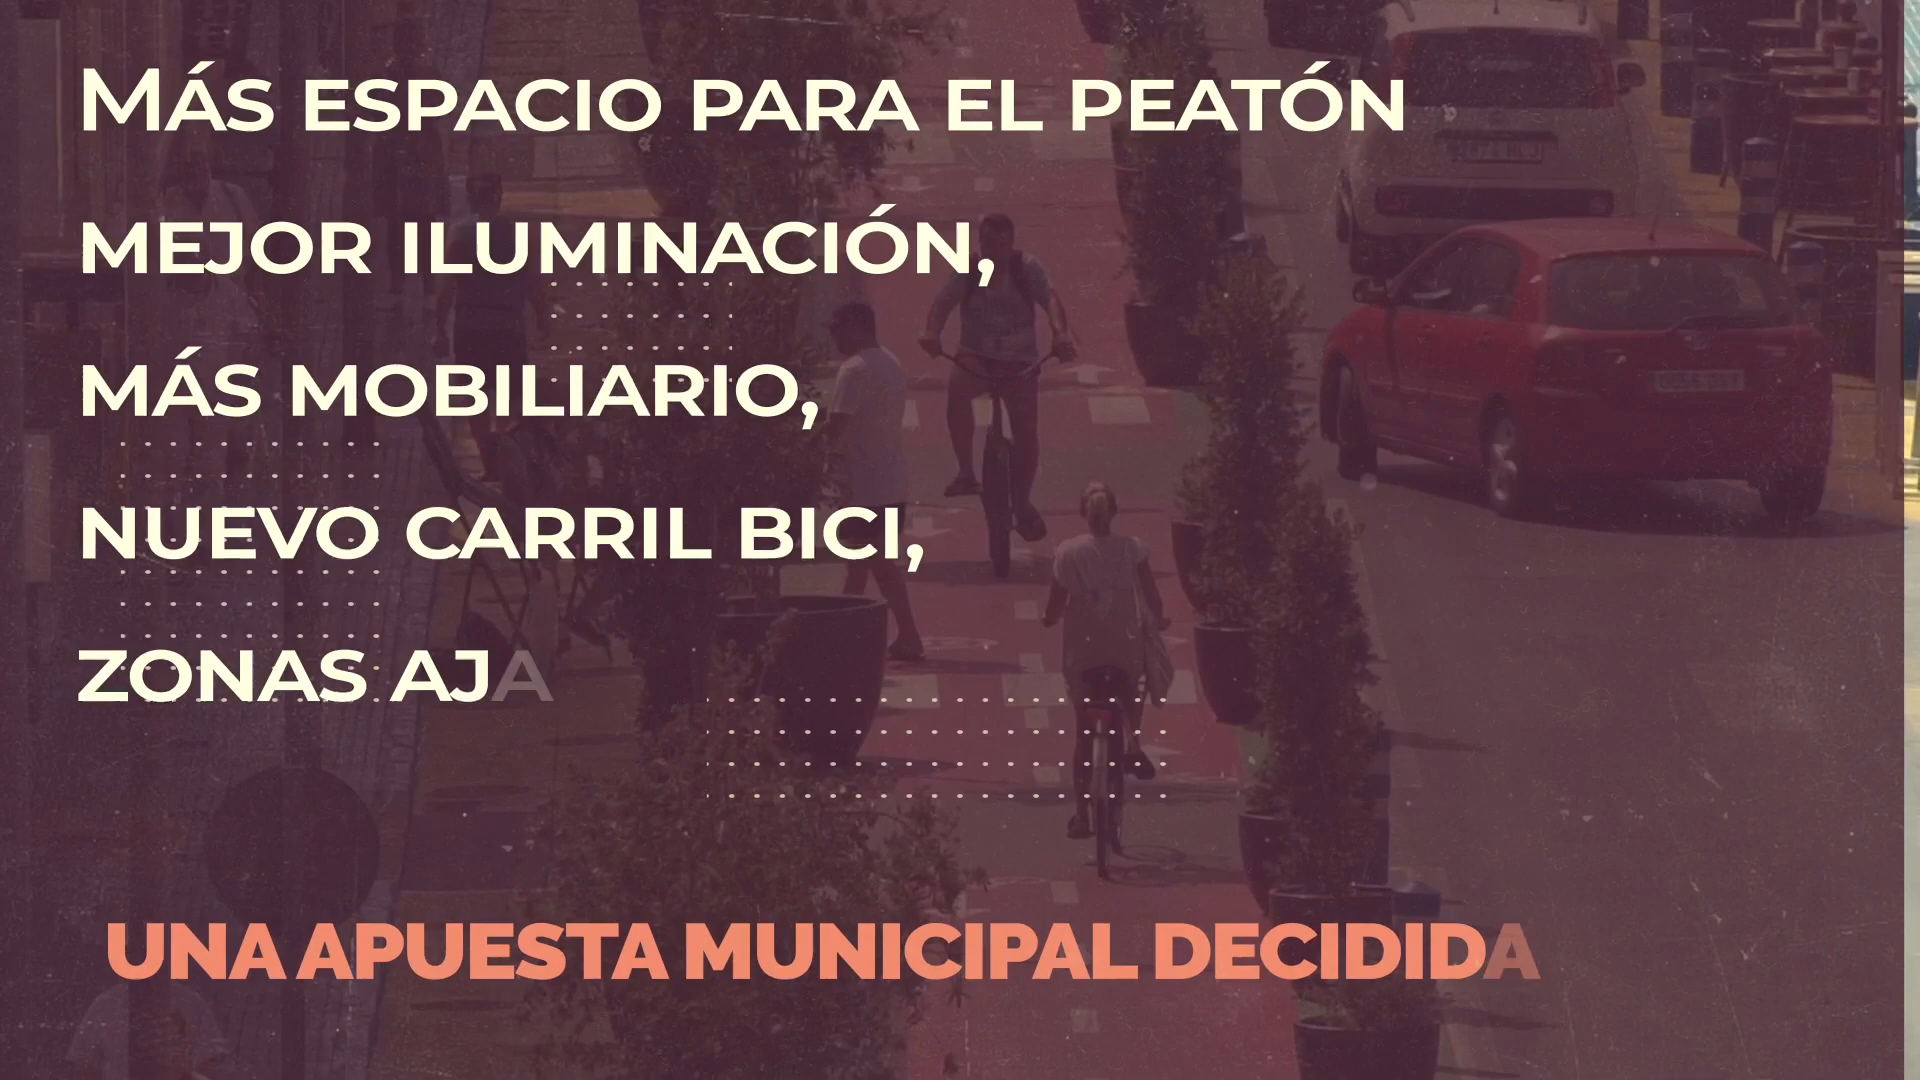 MÁS ESPACIO PARA EL PEATÓN
MEJOR ILUMINACIÓN,
MÁS MOBILIARIO,
NUEVO CARRIL BICI,
ZONAS AJA
UNA APUESTA MUNICIPAL DECIDIDA